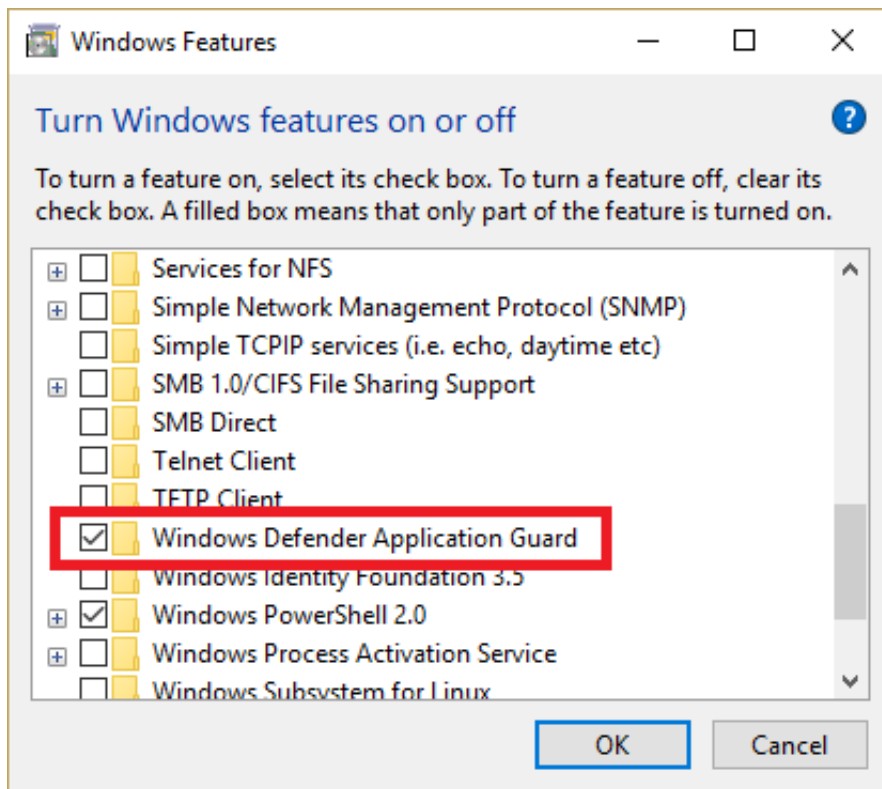 Windows Features
Turn Windows features on or off
?
To turn a feature on, select its check box. To turn a feature off, clear its
check box. A filled box means that only part of the feature is turned on.
Services for NFS
Simple Network Management Protocol (SNMP)
Simple TCPIP services (i.e. echo, daytime etc)
SMB 1.0/CIFS File Sharing Support
SMB Direct
Telnet Client
TFTP Client
Windows Defender Application Guard
Windows Identity Foundation 3.5
Windows PowerShell 2.0
Windows Process Activation Service
Windows Subsystem for Linux
OK Cancel